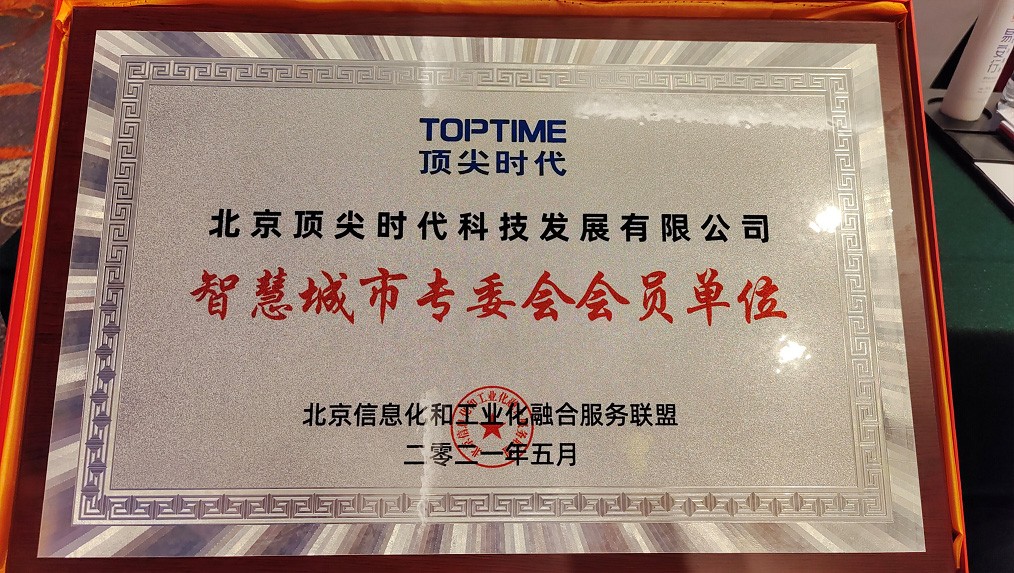 TOPTIME
顶尖时代
北京顶尖时代科技发展有限公司
智慧城市专委会会员单位
北京信息化和工业化融合服务联盟
二零二一年五月